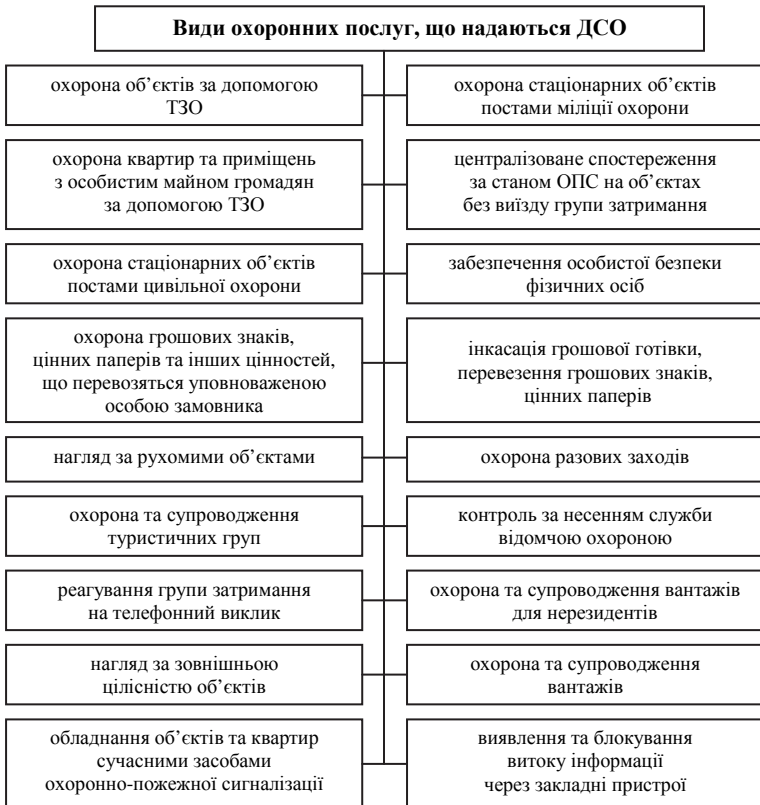 Види охоронних послуг, що надаються ДСО
охорона об’єктів за допомогою
ТЗО
охорона стаціонарних об’єктів
постами міліції охорони
охорона квартир та приміщень
з особистим майном громадян
за допомогою ТЗО
централізоване спостереження
за станом ОПС на об’єктах
без виїзду групи затримання
охорона стаціонарних об’єктів
постами цивільної охорони
забезпечення особистої безпеки
фізичних осіб
охорона грошових знаків,
цінних паперів та інших цінностей,
що перевозяться уповноваженою
особою замовника
інкасація грошової готівки,
перевезення грошових знаків,
цінних паперів
нагляд за рухомими об’єктами
охорона разових заходів
охорона та супроводження
туристичних груп
контроль за несенням служби
відомчою охороною
реагування групи затримання
на телефонний виклик
охорона та супроводження вантажів
для нерезидентів
нагляд за зовнішньою
цілісністю об’єктів
охорона та супроводження
вантажів
обладнання об’єктів та квартир
сучасними засобами
охоронно-пожежної сигналізації
виявлення та блокування
витоку інформації
через закладні пристрої